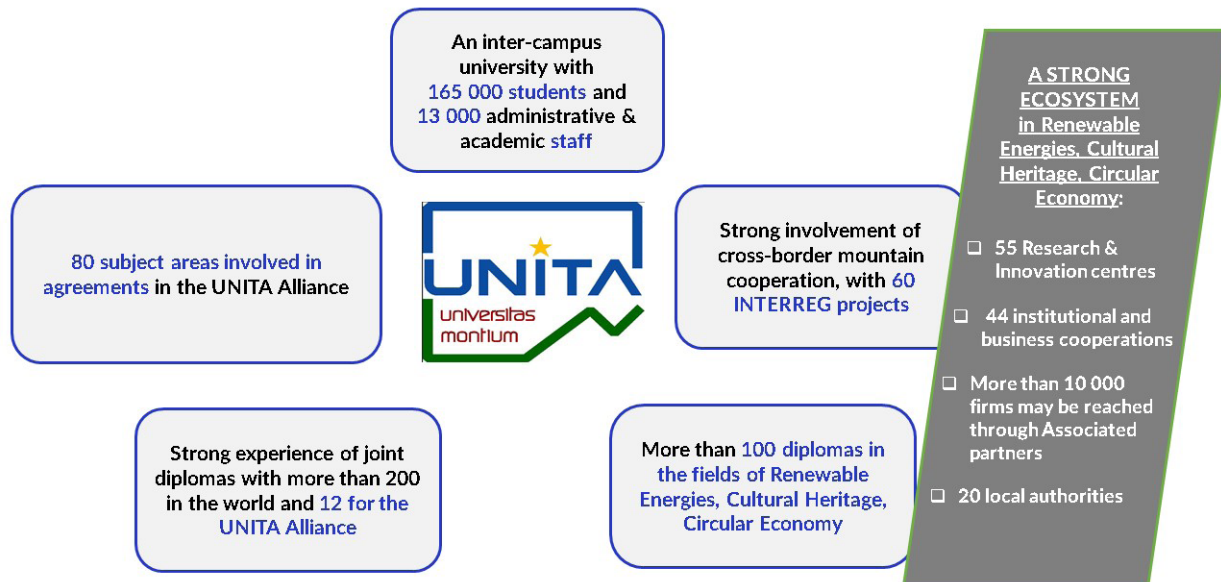 An inter-campus
university with
165 000 students and
13 000 administrative &
academic staff
80 subject areas involved in
agreements in the UNITA Alliance
UNITA
universitas
montium
Strong involvement of
cross-border mountain
cooperation, with 60
INTERREG projects
Strong experience of joint
diplomas with more than 200
in the world and 12 for the
UNITA Alliance
More than 100 diplomas in
the fields of Renewable
Energies, Cultural Heritage,
Circular Economy
A STRONG
ECOSYSTEM
in Renewable
Energies, Cultural
Heritage, Circular
Economy:
55 Research &
Innovation centres
44 institutional and
business cooperations
More than 10 000
firms may be reached
through Associated
partners
20 local authorities